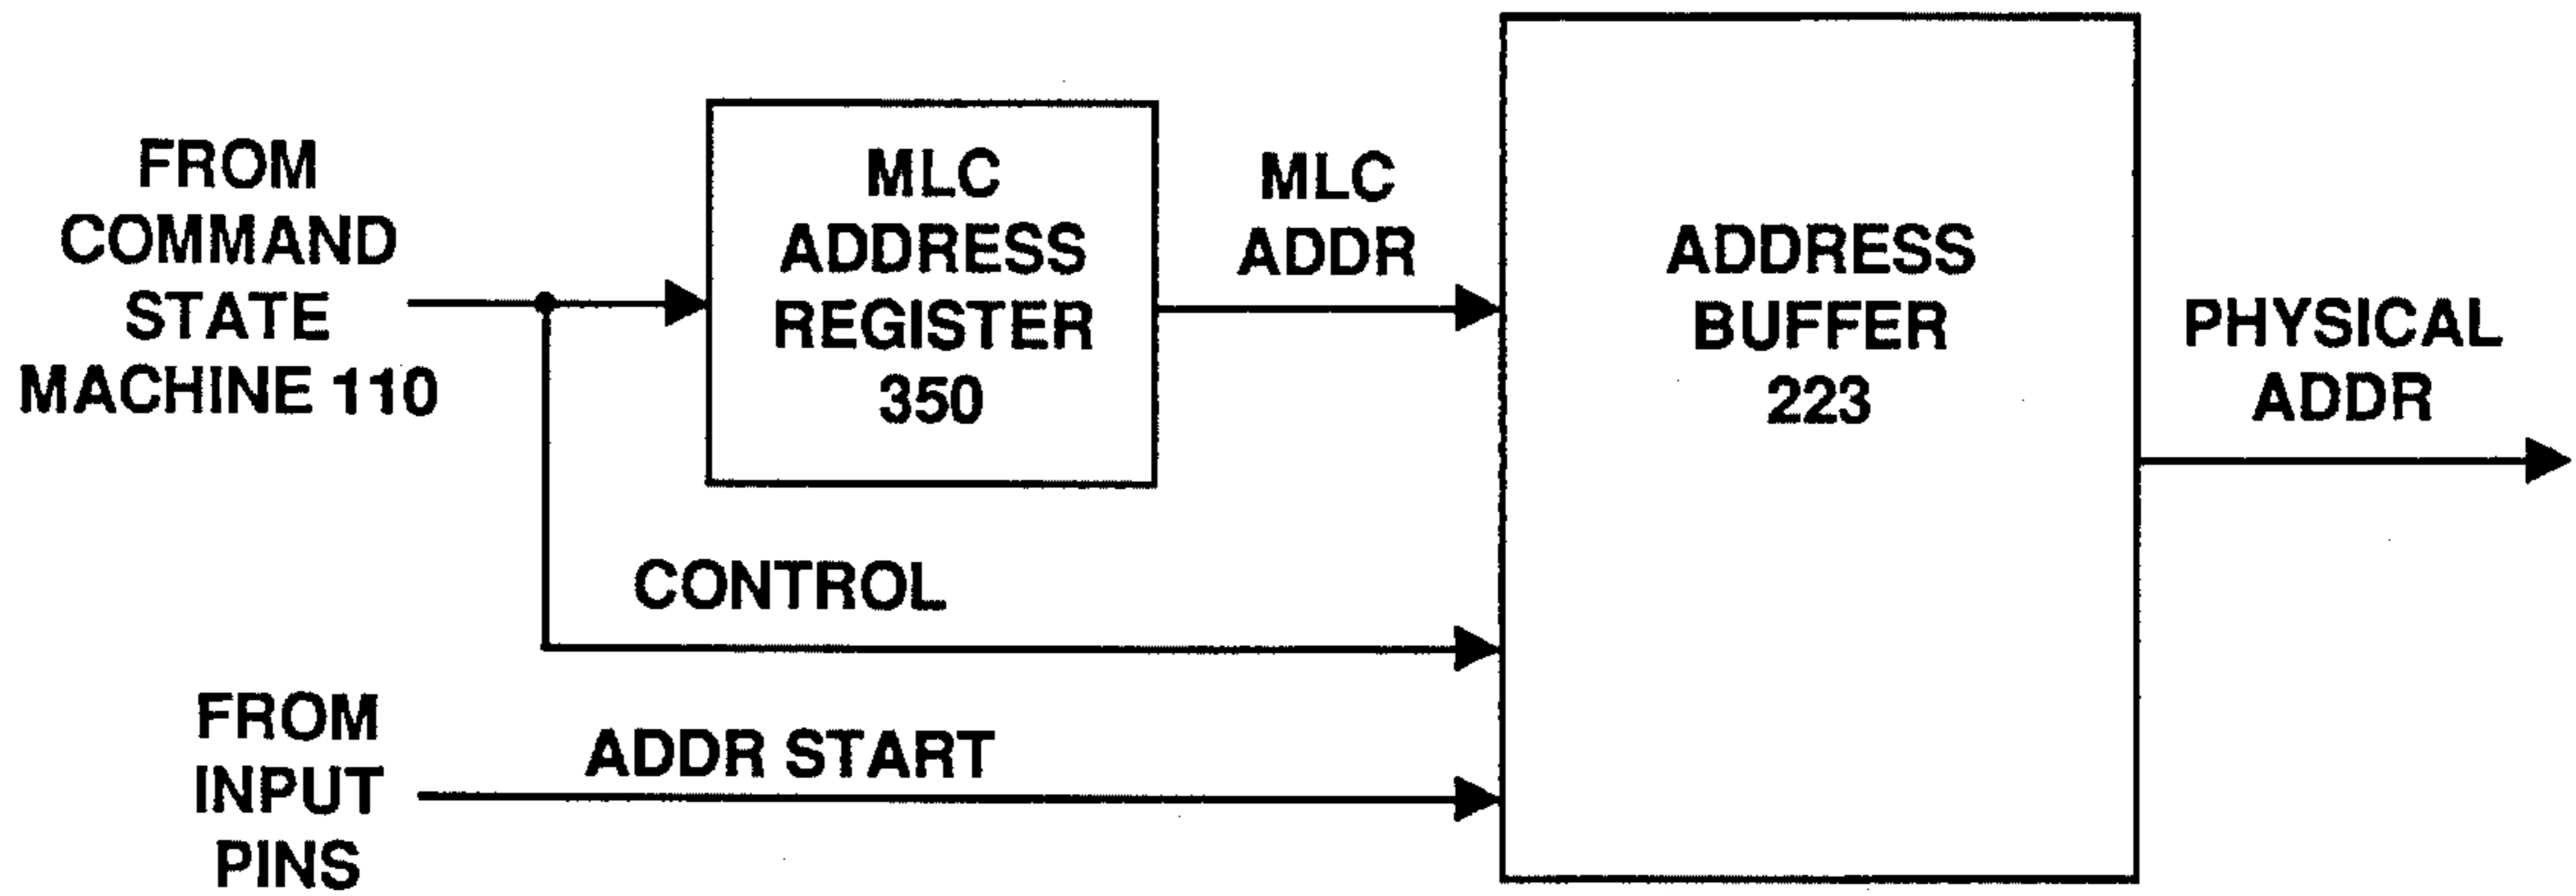 FROM
COMMAND
STATE
MACHINE 110
MLC
ADDRESS
REGISTER
350
MLC
ADDR
ADDRESS
BUFFER
223
PHYSICAL
ADDR
CONTROL
FROM
INPUT
PINS
ADDR START